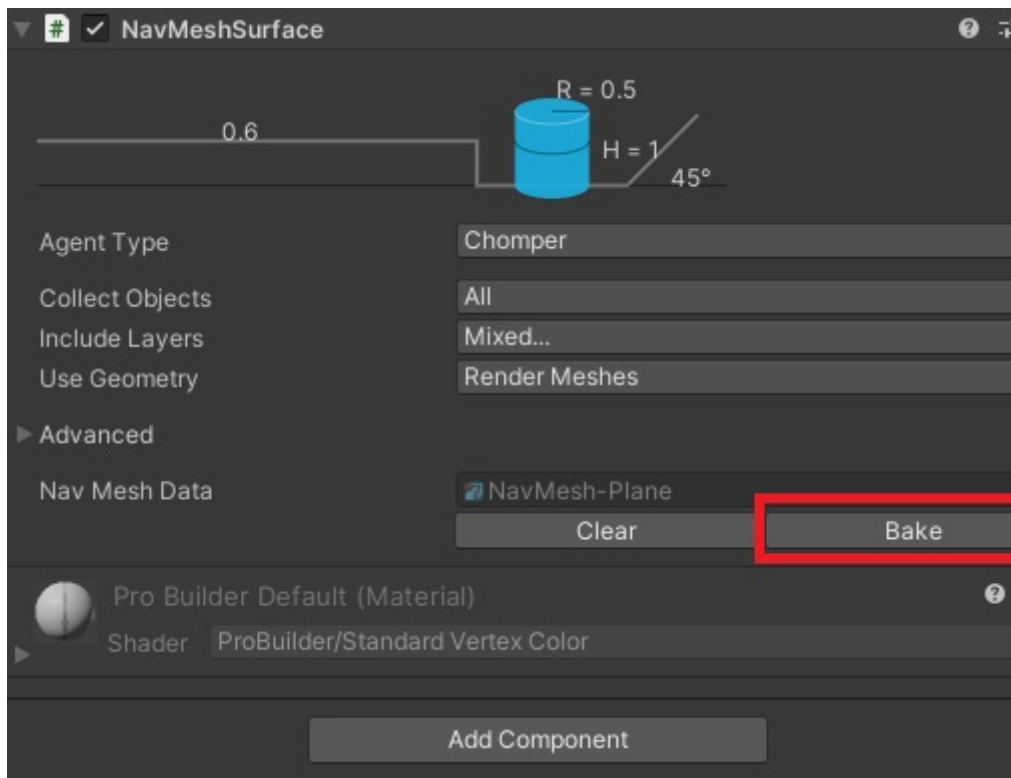 # NavMeshSurface
R = 0.5
0.6
H = 1
45°
Agent Type Chomper
Collect Objects All
Include Layers Mixed...
Use Geometry Render Meshes
Advanced
Nav Mesh Data NavMesh-Plane
Clear Bake
Pro Builder Default (Material)
Shader ProBuilder/Standard Vertex Color
Add Component